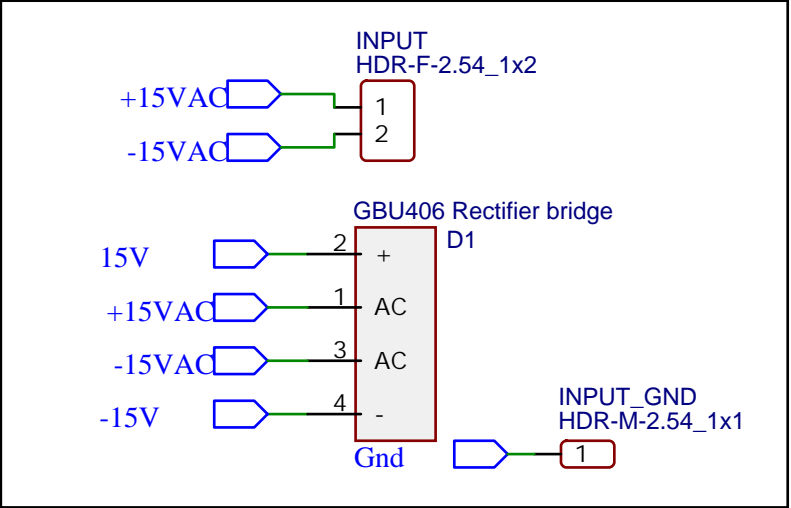 INPUT
HDR-F-2.54_1x2
+15VAC
1
-15VAC
2
GBU406 Rectifier bridge
D1
15V
2
+
+15VAC
1
AC
-15VAC
3
AC
-15V
4
-
INPUT_GND
HDR-M-2.54_1x1
Gnd
1